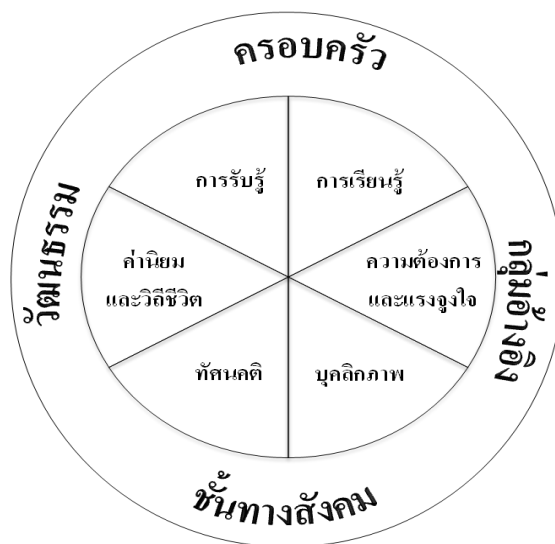 ครอบครัว
การรับรู้
การเรียนรู้
วัฒนธรรม
ค่านิยม
และวิถีชีวิต
ความต้องการ
และแรงจูงใจ
กลุ่มอ้างอิง
ทัศนคติ
บุคลิกภาพ
ชั้นทางสังคม